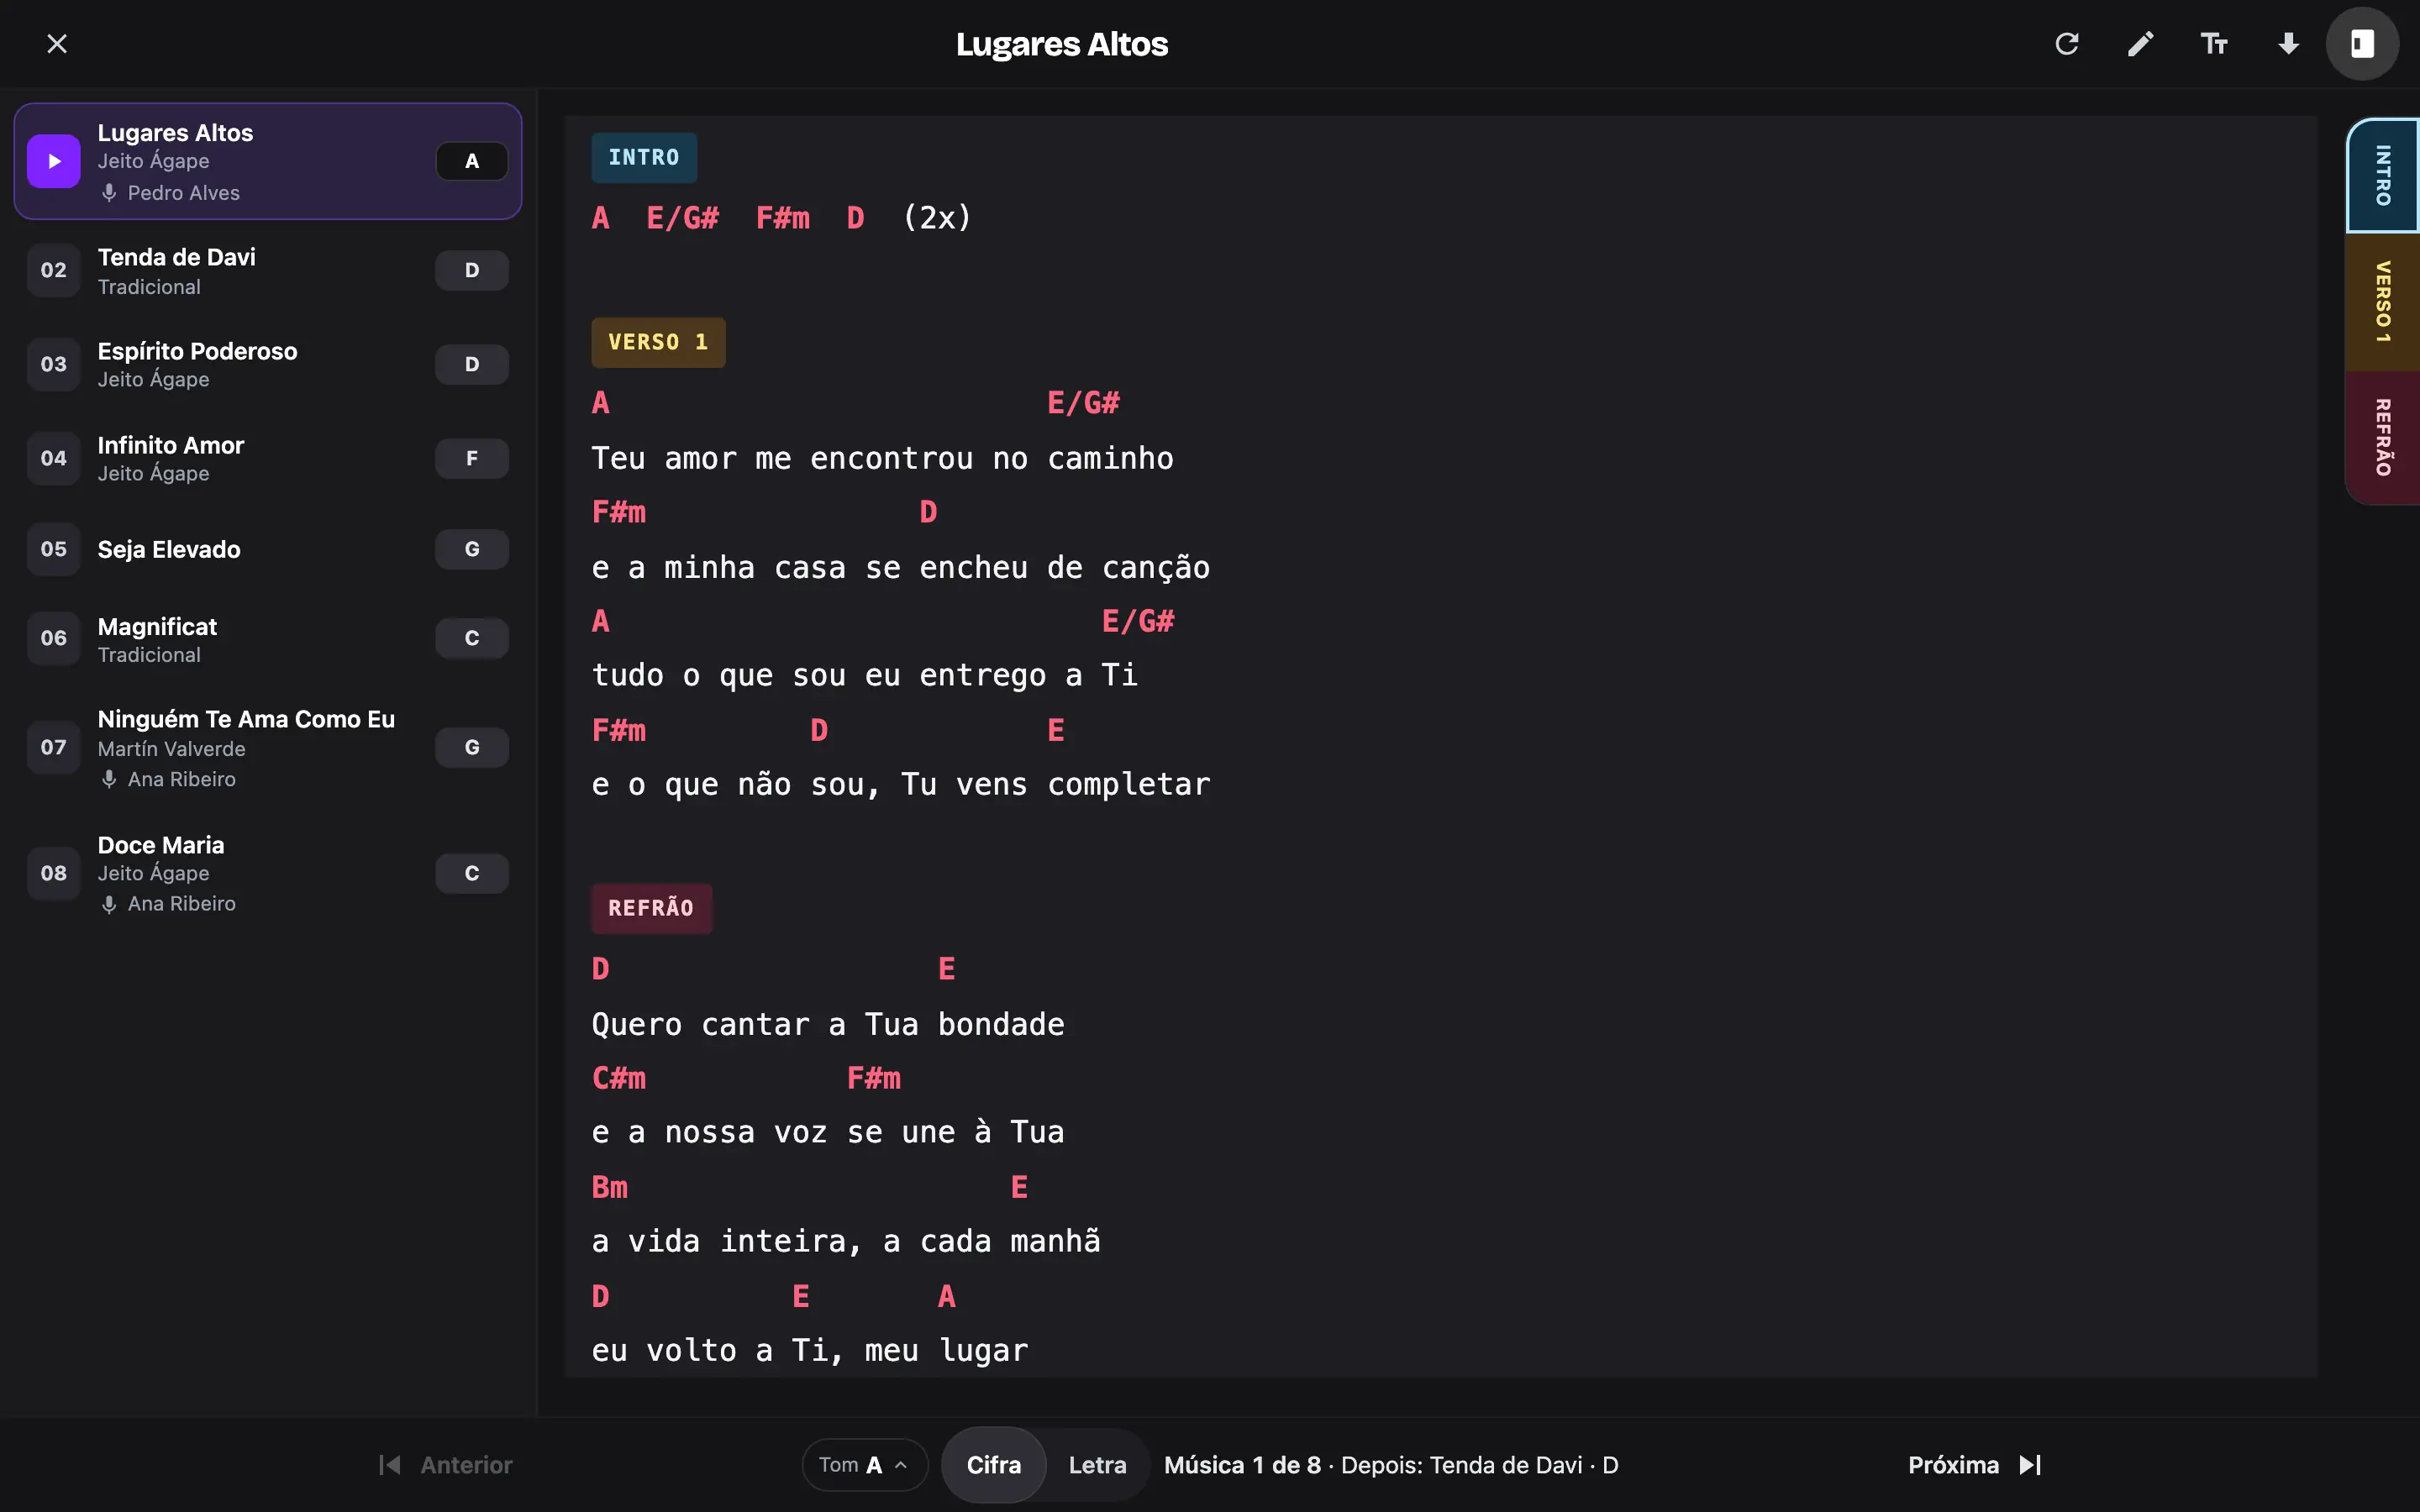 Lugares Altos
Lugares Altos
Jeito Ágape
Pedro Alves
A
02
Tenda de Davi
Tradicional
D
03
Espírito Poderoso
Jeito Ágape
D
04
Infinito Amor
Jeito Ágape
F
05
Seja Elevado
G
06
Magnificat
Tradicional
C
07
Ninguém Te Ama Como Eu
Martín Valverde
Ana Ribeiro
G
08
Doce Maria
Jeito Ágape
Ana Ribeiro
C
INTRO
A  E/G#  F#m  D  (2x)
VERSO 1
A                        E/G#
Teu amor me encontrou no caminho
F#m               D
e a minha casa se encheu de canção
A                           E/G#
tudo o que sou eu entrego a Ti
F#m         D            E
e o que não sou, Tu vens completar
REFRÃO
D                  E
Quero cantar a Tua bondade
C#m           F#m
e a nossa voz se une à Tua
Bm                     E
a vida inteira, a cada manhã
D          E       A
eu volto a Ti, meu lugar
INTRO
VERSO 1
REFRÃO
Anterior
Tom A
Cifra
Letra
Música 1 de 8 · Depois: Tenda de Davi · D
Próxima